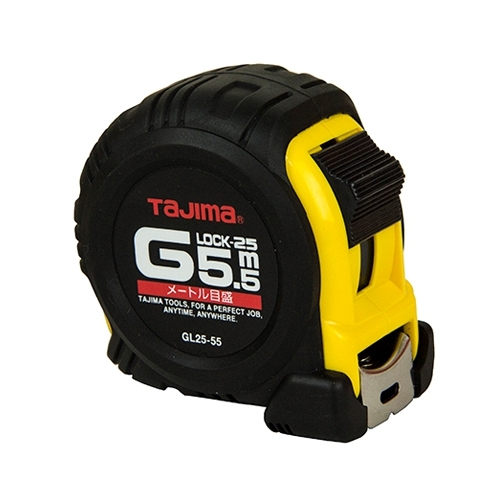 TAJIMA®
LOCK-25
G5.5m
メートル目盛
TAJIMA TOOLS, FOR A PERFECT JOB,
ANYTIME, ANYWHERE.
GL25-55